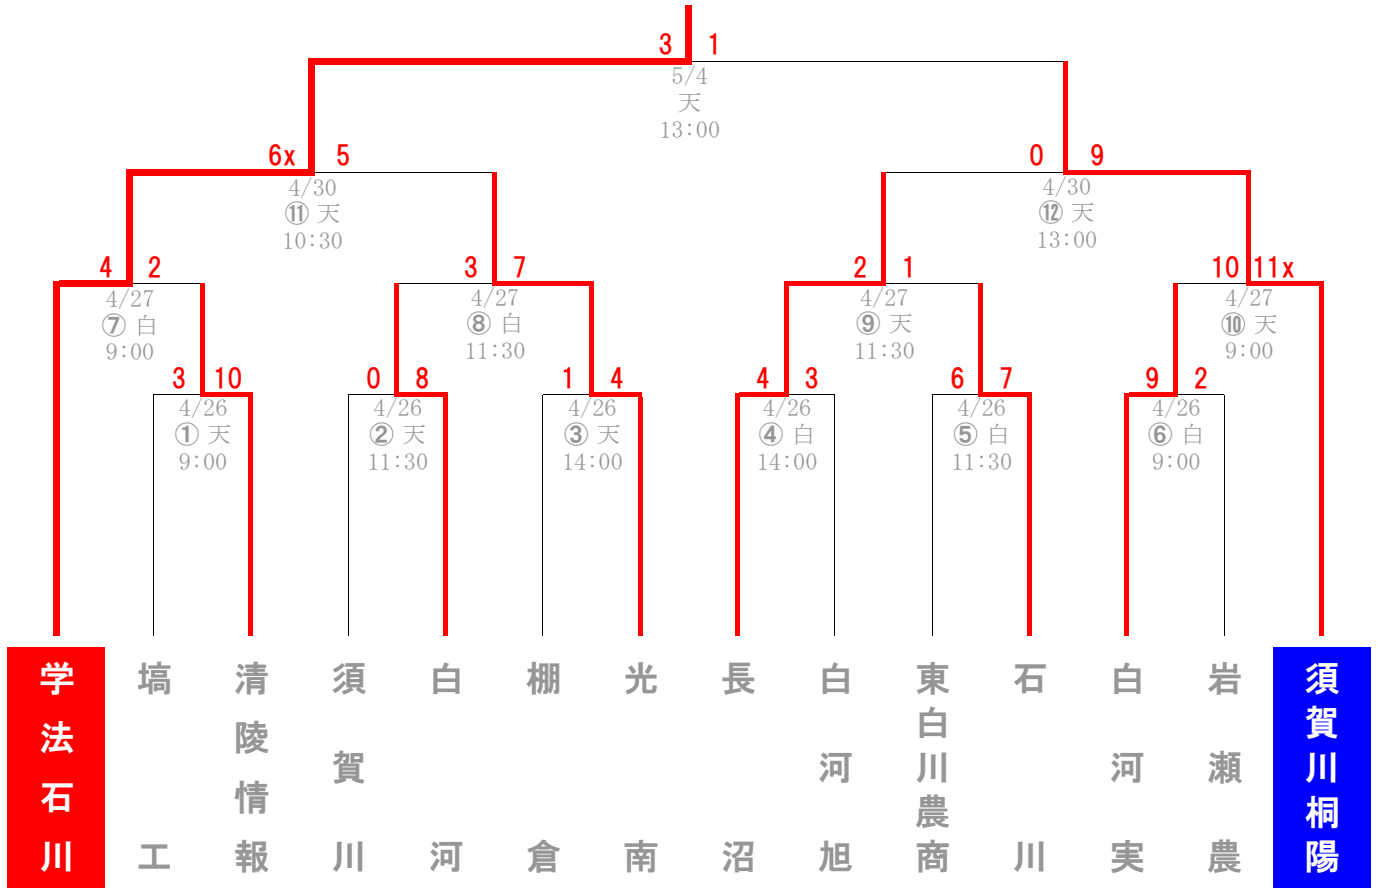 3 1
5/4
天
13:00
6x 5
0 9
4/30
⑪ 天
10:30
4/30
⑫ 天
13:00
4 2
3 7
2 1
10 11x
4/27
⑦ 白
9:00
4/27
⑧ 白
11:30
4/27
⑨ 天
11:30
4/27
⑩ 天
9:00
3 10
0 8
1 4
4 3
6 7
9 2
4/26
① 天
9:00
4/26
② 天
11:30
4/26
③ 天
14:00
4/26
④ 白
14:00
4/26
⑤ 白
11:30
4/26
⑥ 白
9:00
学法石川
塙工
清陵情報
須賀川
白河
棚倉
光南
長沼
白河旭
東白川農商
石川
白河実
岩瀬農
須賀川桐陽